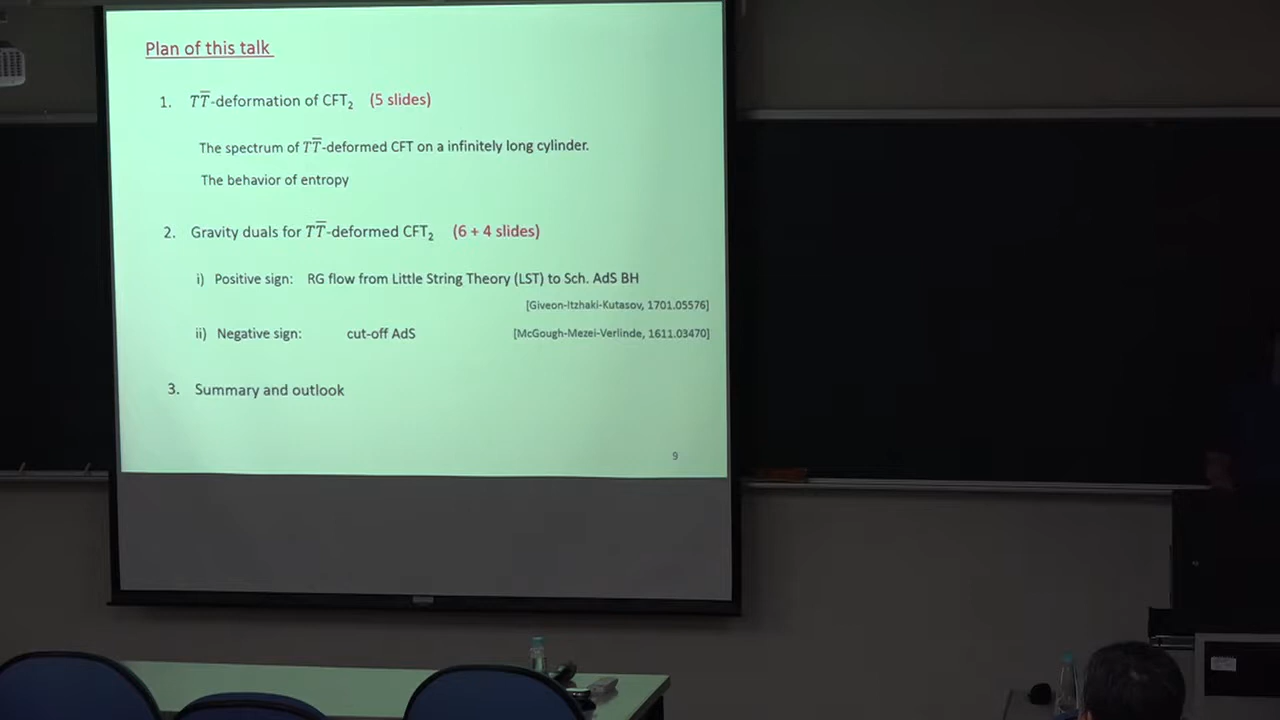 Plan of this talk
1. TT̅-deformation of CFT₂ (5 slides)
The spectrum of TT̅-deformed CFT on a infinitely long cylinder.
The behavior of entropy
2. Gravity duals for TT̅-deformed CFT₂ (6 + 4 slides)
i) Positive sign: RG flow from Little String Theory (LST) to Sch. AdS BH
[Giveon-Itzhaki-Kutasov, 1701.05576]
ii) Negative sign: cut-off AdS [McGough-Mezei-Verlinde, 1611.03470]
3. Summary and outlook
9